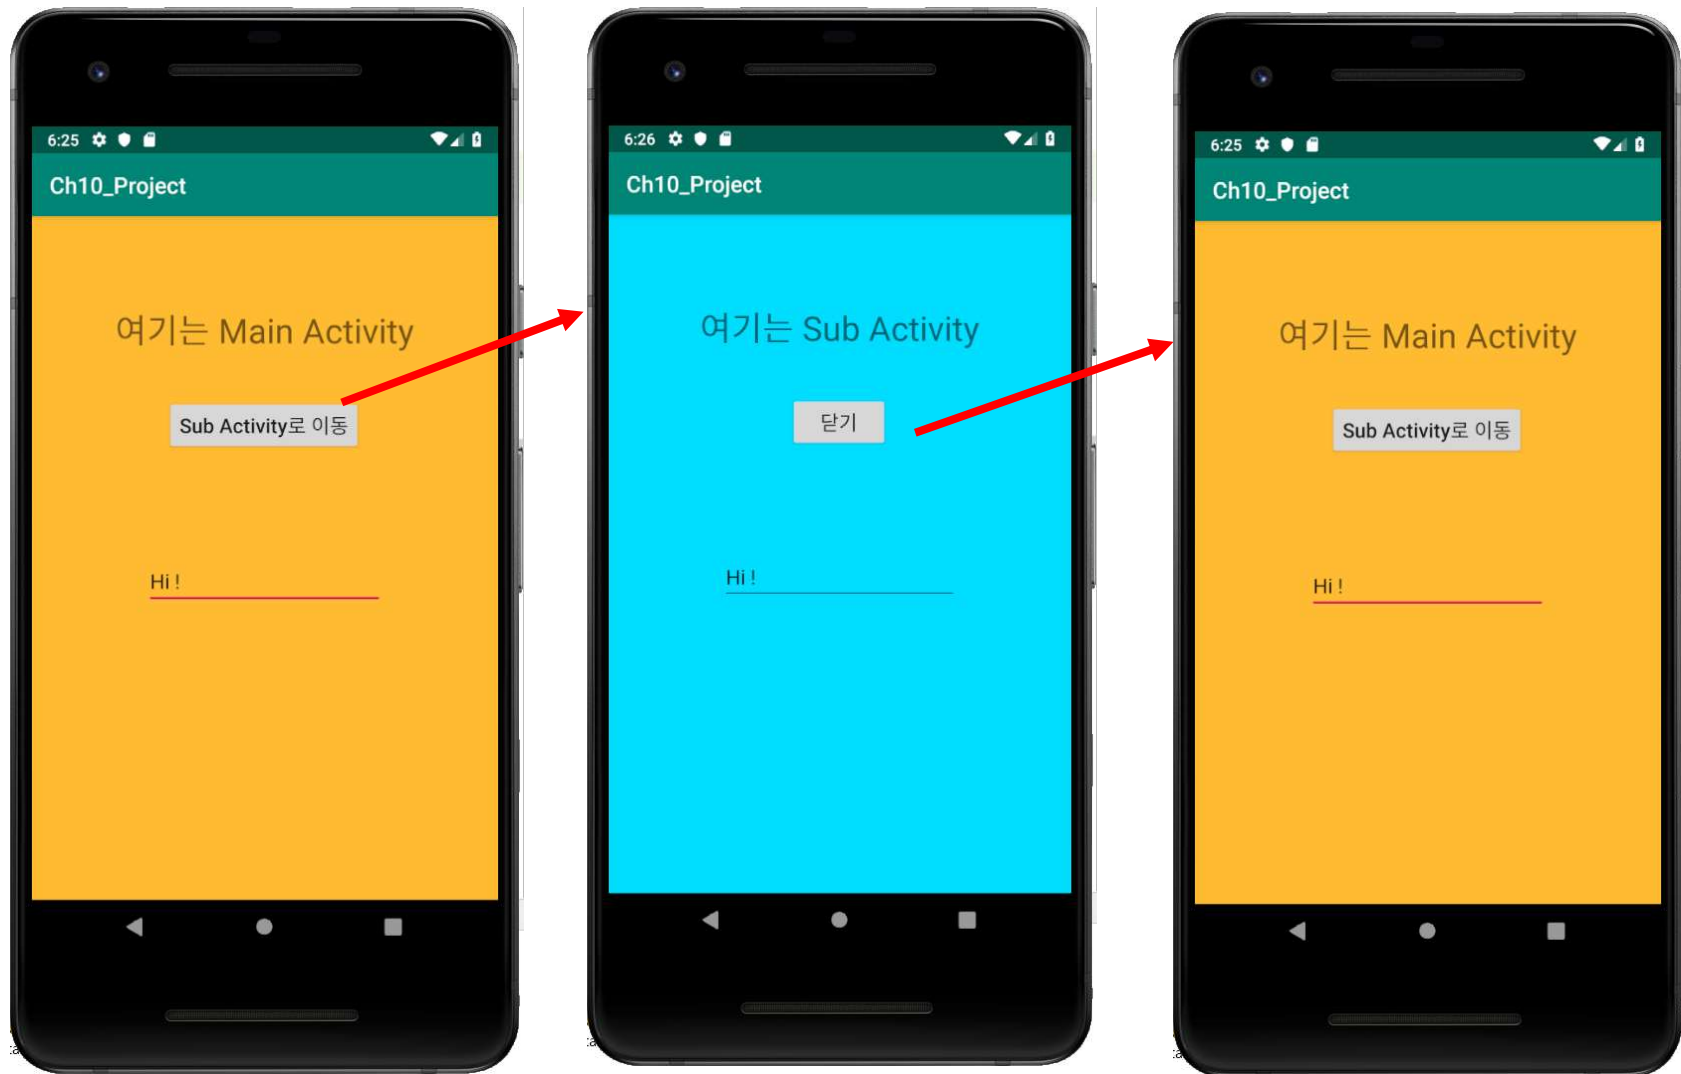 6:25
Ch10_Project
여기는 Main Activity
Sub Activity로 이동
Hi !
6:26
Ch10_Project
여기는 Sub Activity
닫기
Hi !
6:25
Ch10_Project
여기는 Main Activity
Sub Activity로 이동
Hi !